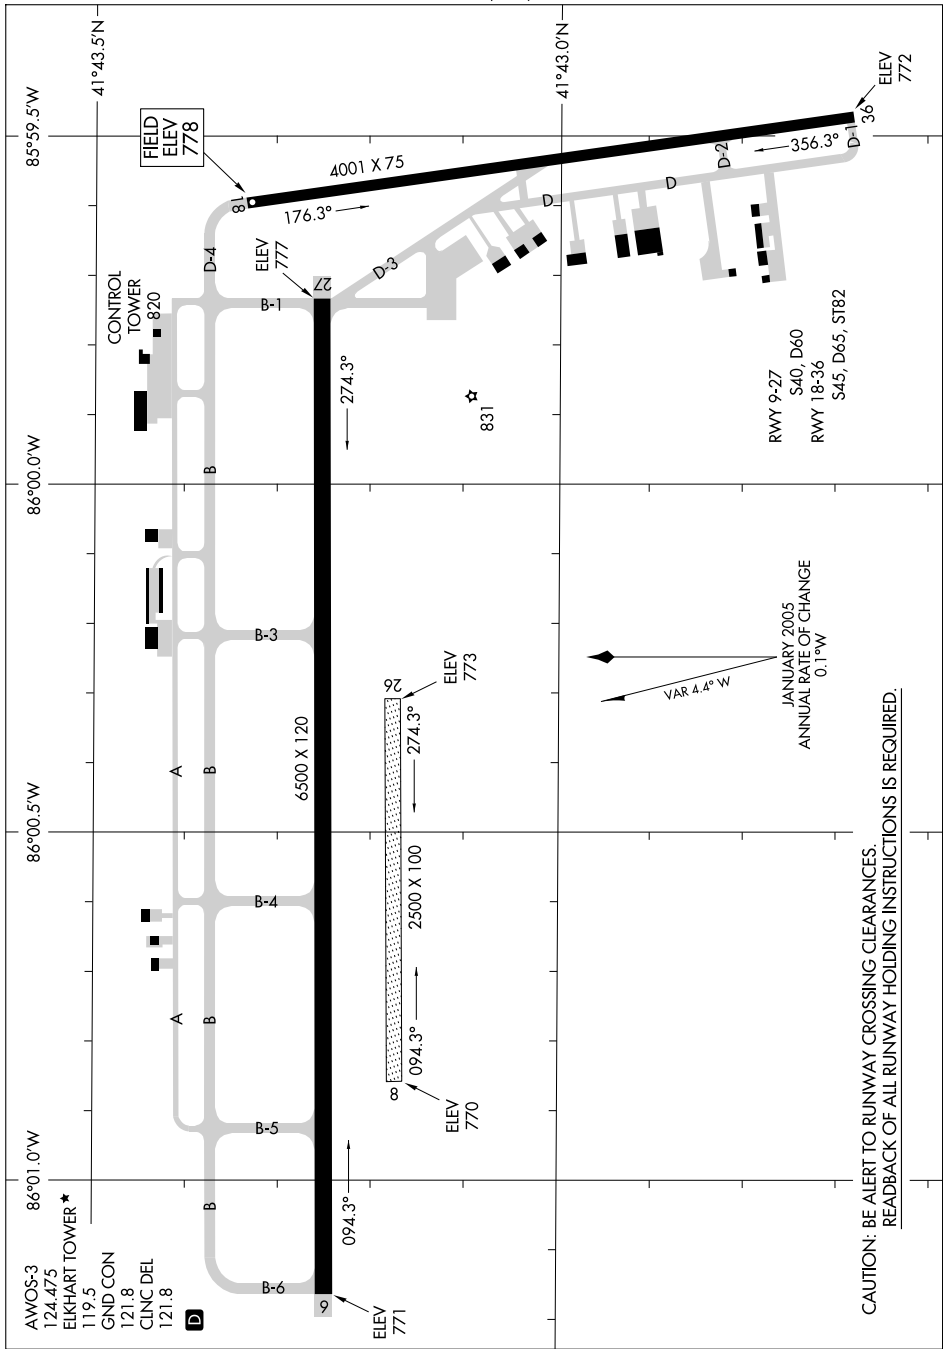 AWOS-3
124.475
ELKHART TOWER★
119.5
GND CON
121.8
CLNC DEL
121.8
D
86°01.0'W
86°00.5'W
86°00.0'W
85°59.5'W
41°43.5'N
41°43.0'N
CONTROL
TOWER
820
FIELD
ELEV
778
A
A
B
B
B
B
B-6
B-5
B-4
B-3
B-1
D-4
18
176.3°
4001 X 75
ELEV
777
9
27
ELEV
771
094.3°
6500 X 120
274.3°
D-3
D
D
D-2
D-1
356.3°
36
ELEV
772
8
26
ELEV
770
094.3°
2500 X 100
274.3°
ELEV
773
831
VAR 4.4° W
JANUARY 2005
ANNUAL RATE OF CHANGE
0.1°W
RWY 9-27
S40, D60
RWY 18-36
S45, D65, ST82
CAUTION: BE ALERT TO RUNWAY CROSSING CLEARANCES.
READBACK OF ALL RUNWAY HOLDING INSTRUCTIONS IS REQUIRED.